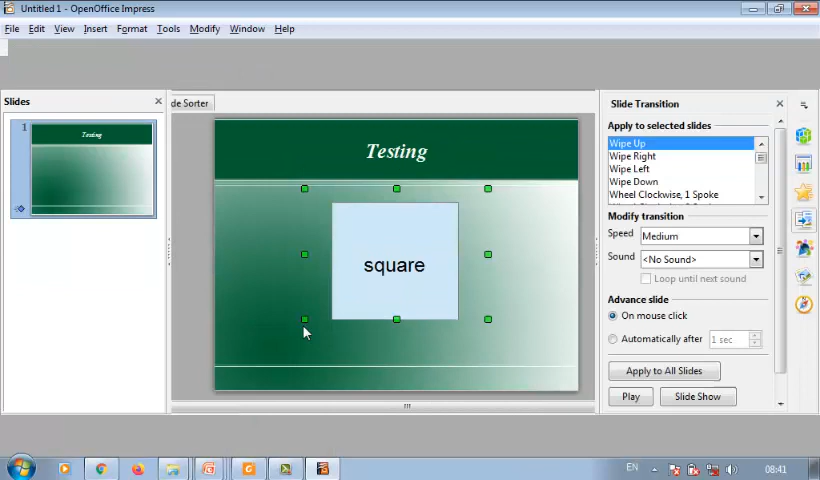 Untitled 1 - OpenOffice Impress
File Edit View Insert Format Tools Modify Window Help
Slides
de Sorter
Slide Transition
1
Testing
Testing
square
Apply to selected slides
Wipe Up
Wipe Right
Wipe Left
Wipe Down
Wheel Clockwise, 1 Spoke
Modify transition
Speed Medium
Sound <No Sound>
Loop until next sound
Advance slide
On mouse click
Automatically after 1 sec
Apply to All Slides
Play Slide Show
EN 08:41